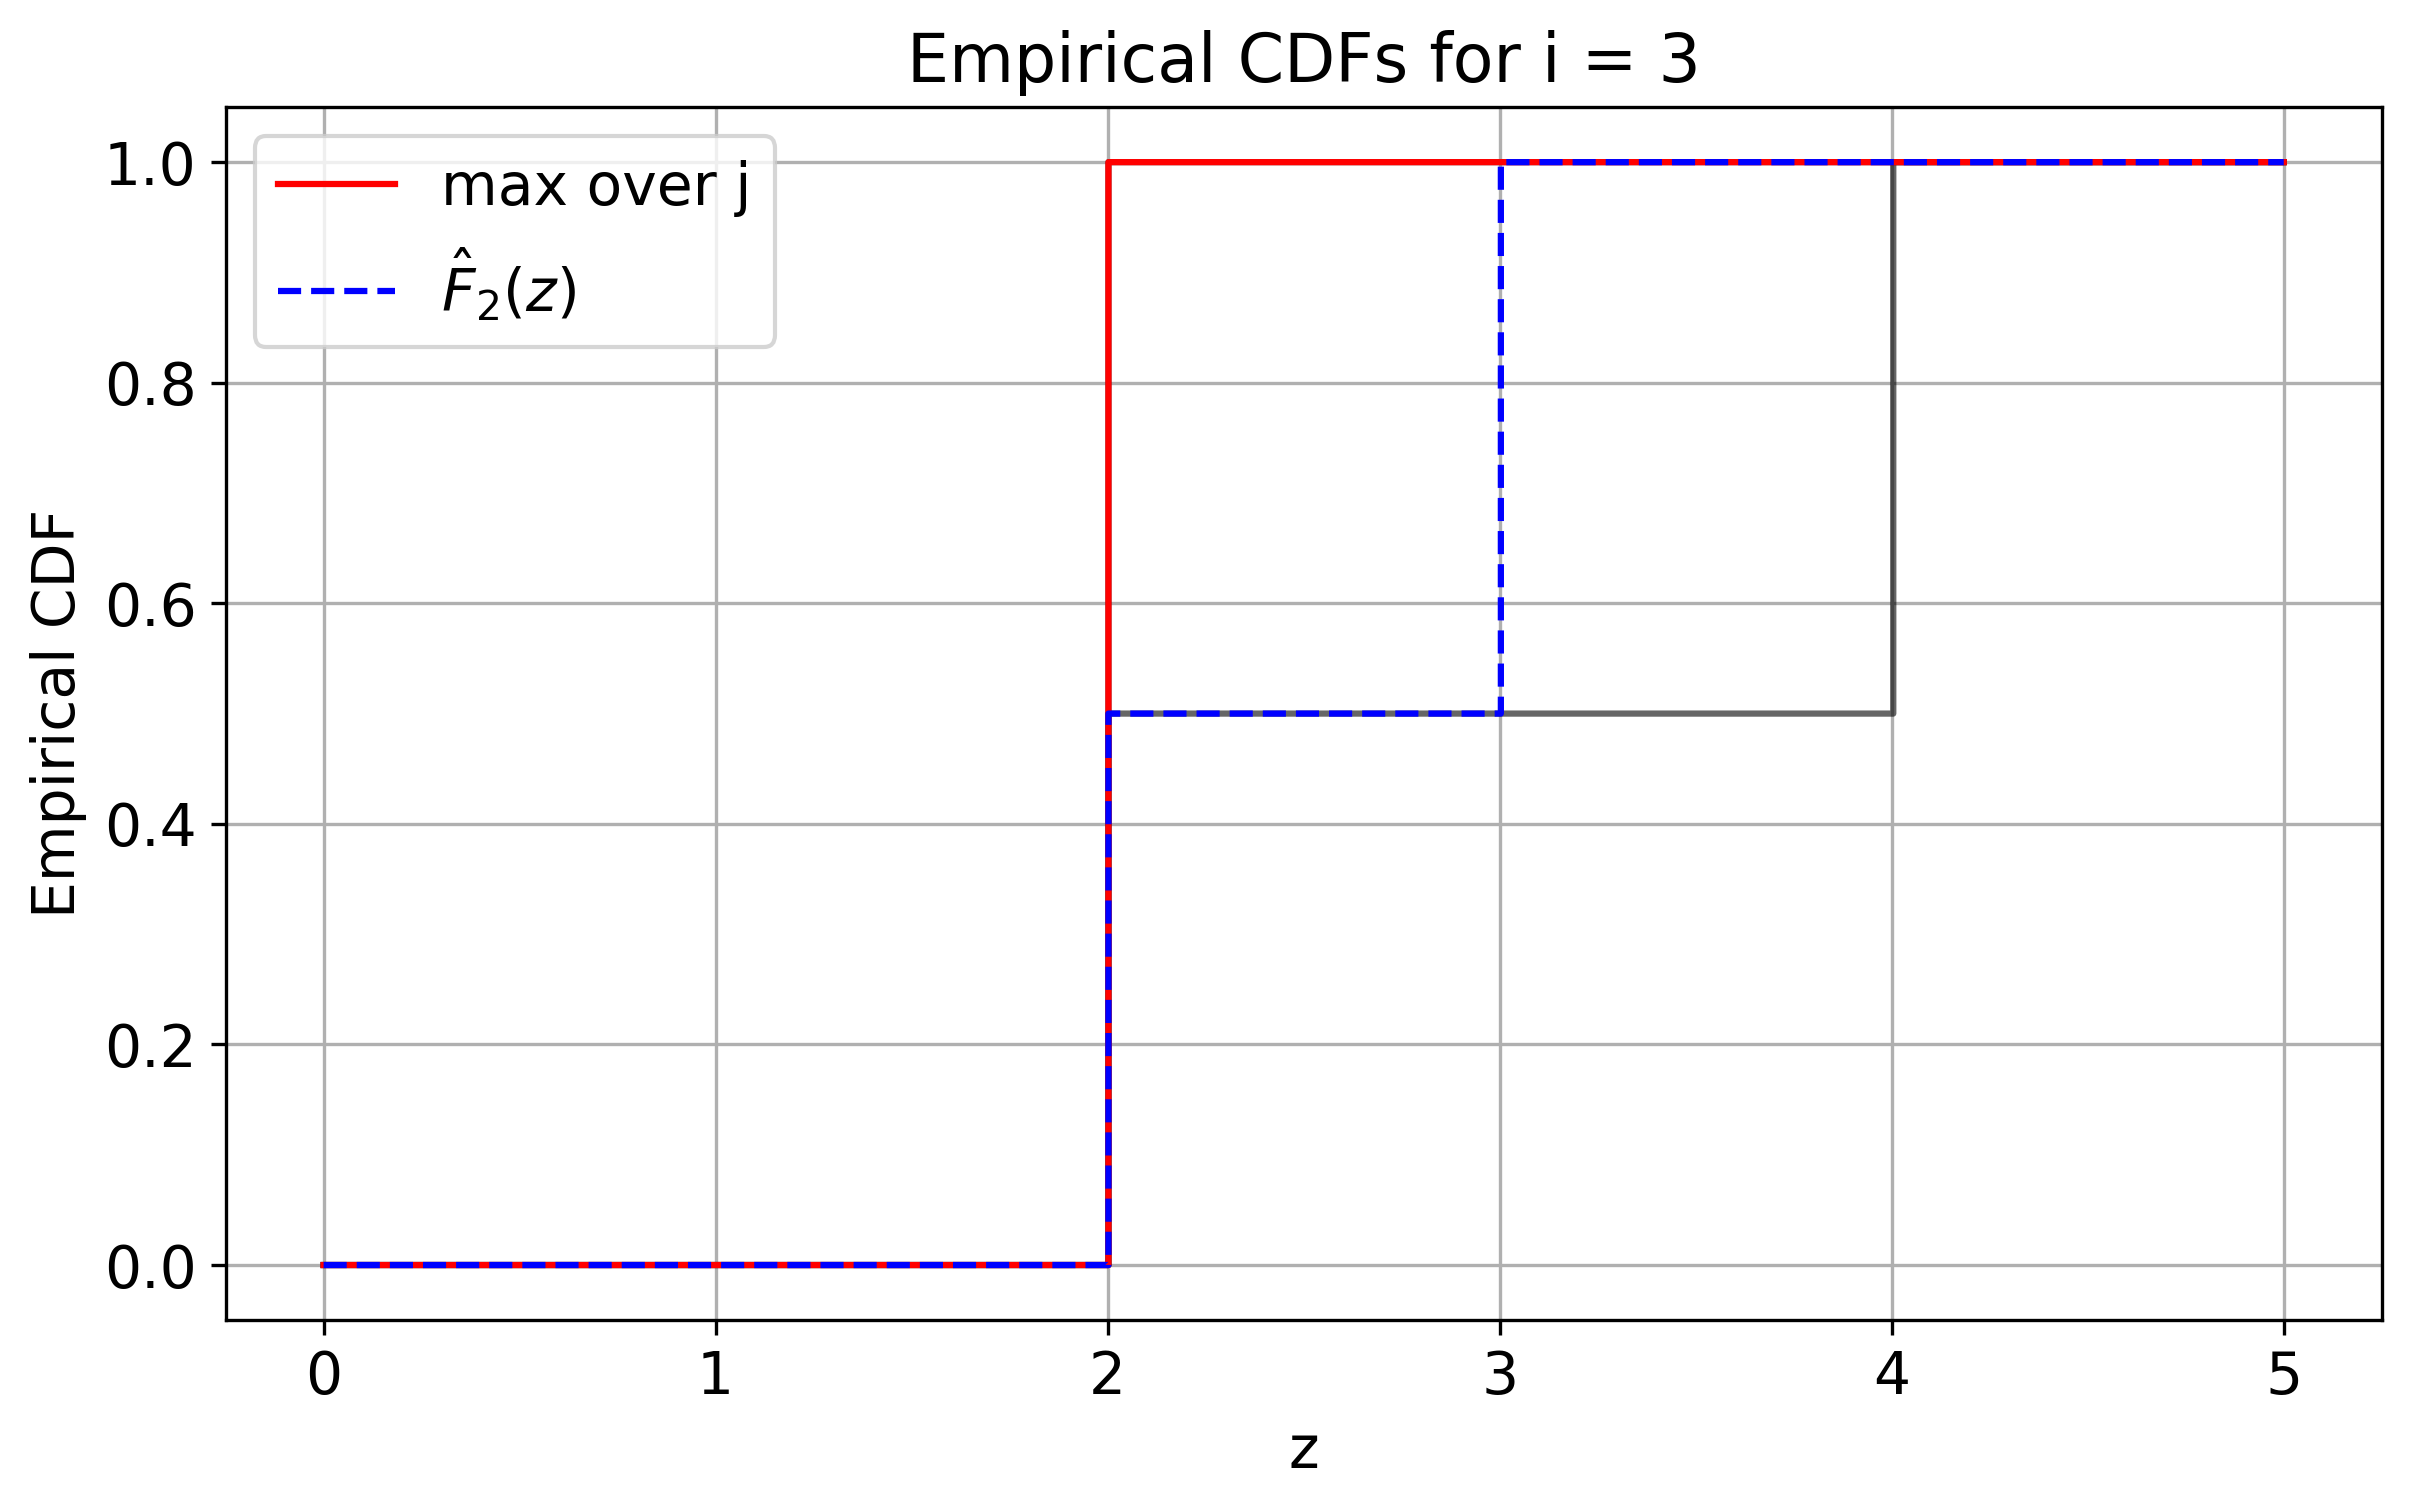 Empirical CDFs for i = 3
max over j
F̂₂(z)
1.0
0.8
0.6
0.4
0.2
0.0
Empirical CDF
0 1 2 3 4 5
z